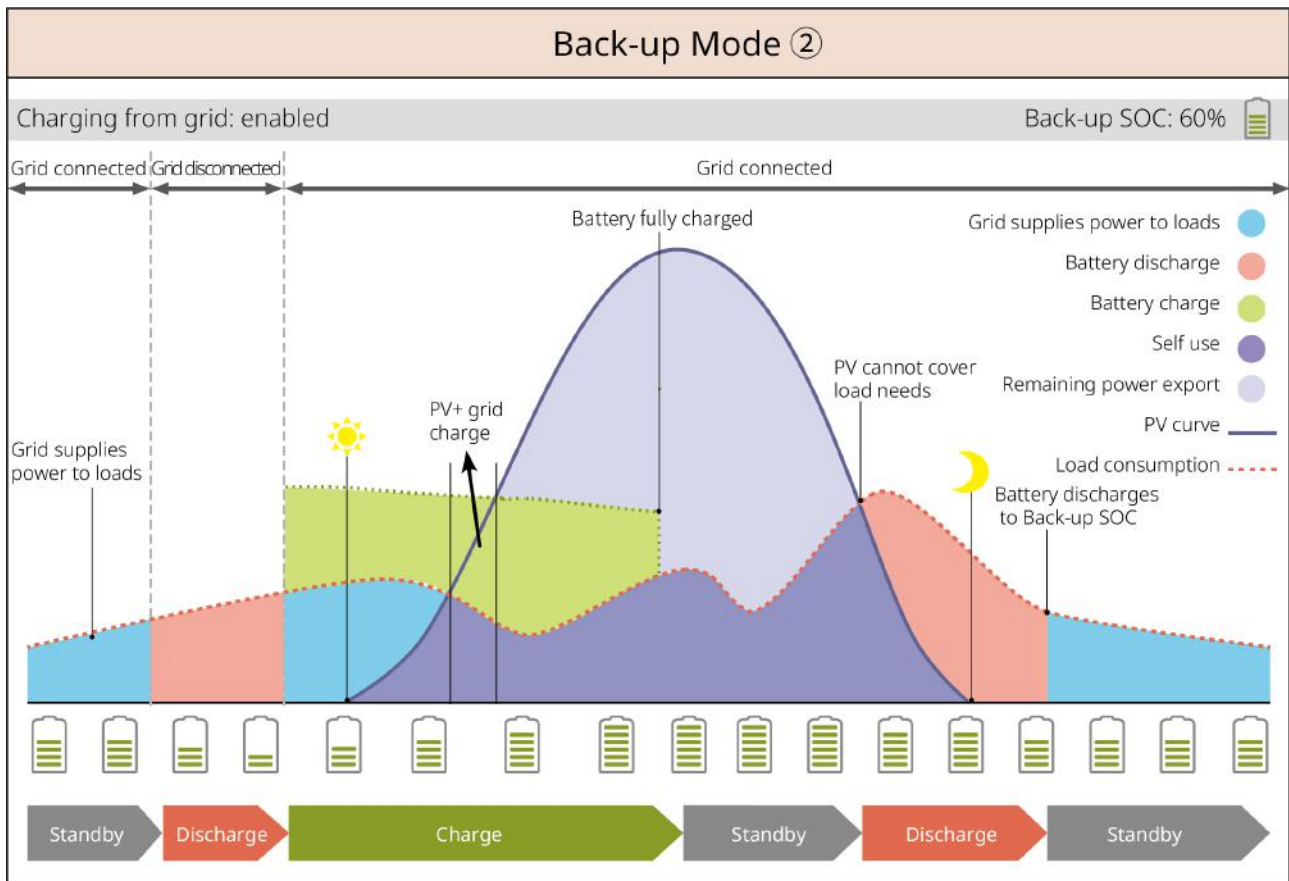 Back-up Mode ②
Charging from grid: enabled
Back-up SOC: 60%
Grid connected
Grid disconnected
Grid connected
Battery fully charged
Grid supplies power to loads
Battery discharge
Battery charge
Self use
Remaining power export
PV curve
Load consumption
PV cannot cover
load needs
PV+ grid
charge
Grid supplies
power to loads
Battery discharges
to Back-up SOC
Standby
Discharge
Charge
Standby
Discharge
Standby